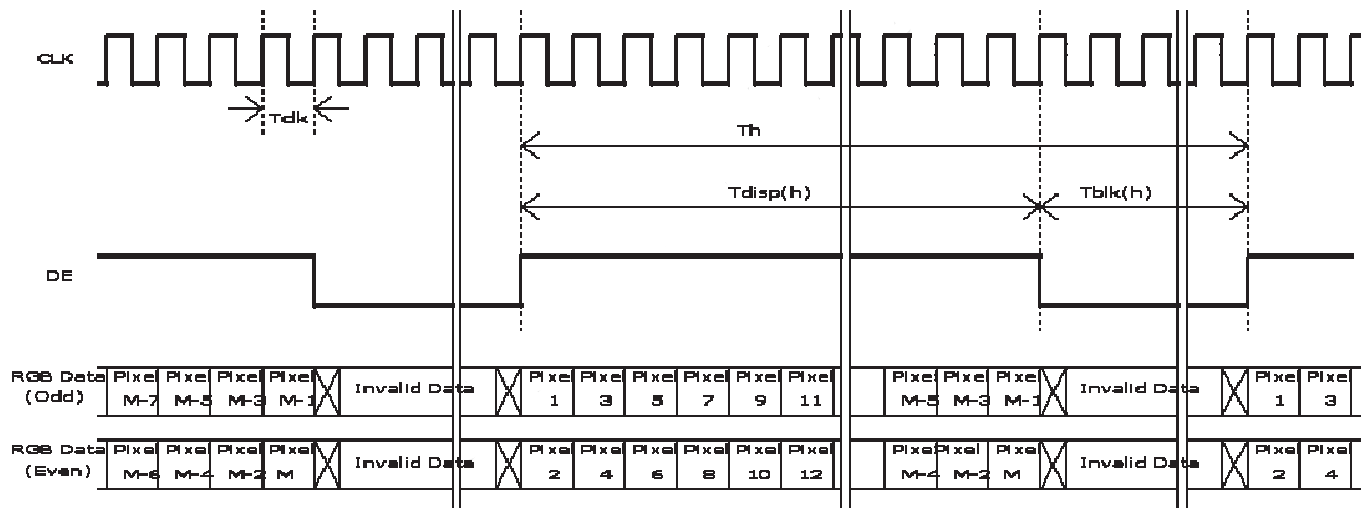 CLK
Tclk
Th
Tdisp(h)
Tblk(h)
DE
RGB Data (Odd)
Pixel M-7 Pixel M-5 Pixel M-3 Pixel M-1 Invalid Data Pixel 1 Pixel 3 Pixel 5 Pixel 7 Pixel 9 Pixel 11 Pixel M-5 Pixel M-3 Pixel M-1 Invalid Data Pixel 1 Pixel 3
RGB Data (Even)
Pixel M-6 Pixel M-4 Pixel M-2 Pixel M Invalid Data Pixel 2 Pixel 4 Pixel 6 Pixel 8 Pixel 10 Pixel 12 Pixel M-4 Pixel M-2 Pixel M Invalid Data Pixel 2 Pixel 4